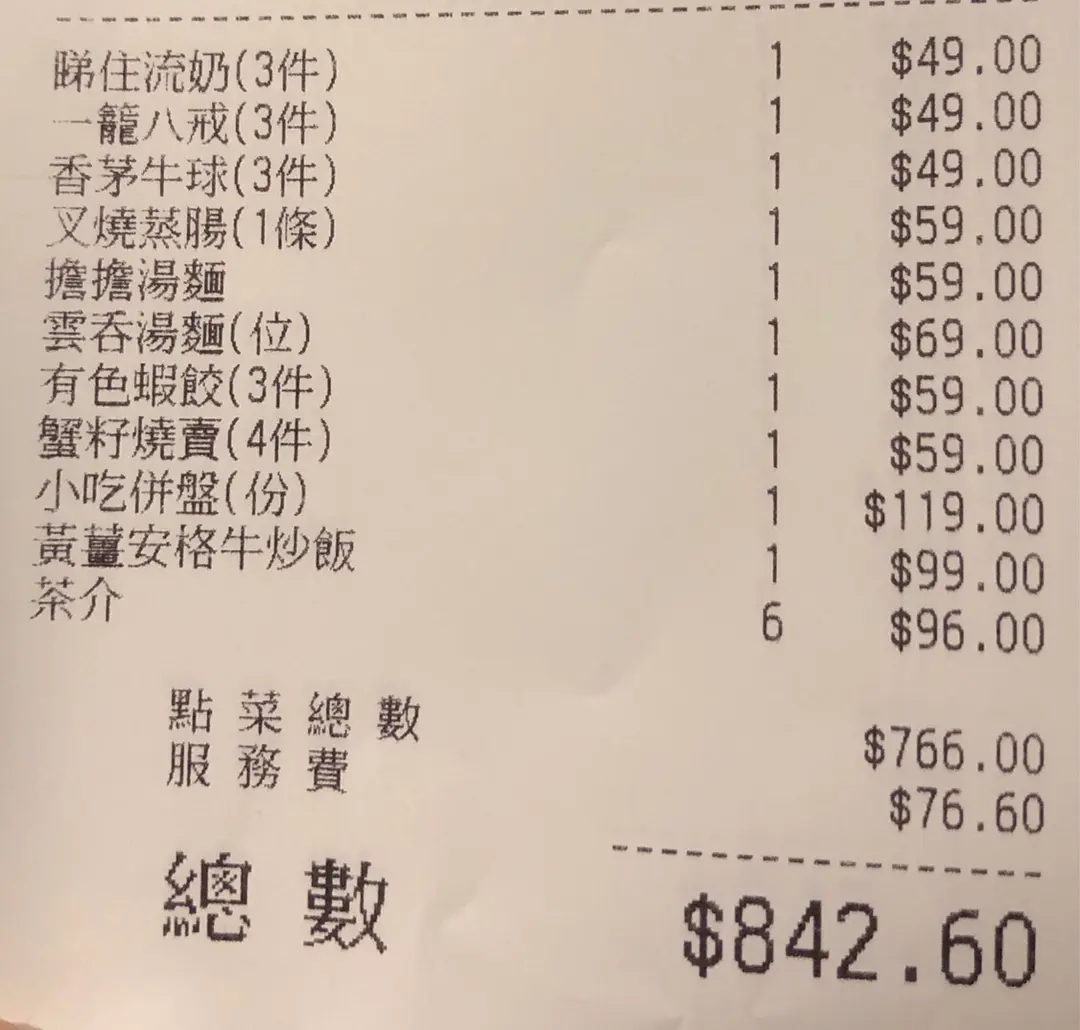 睇住流奶(3件) 1 $49.00
一籠八戒(3件) 1 $49.00
香茅牛球(3件) 1 $49.00
叉燒蒸腸(1條) 1 $59.00
擔擔湯麵 1 $59.00
雲吞湯麵(位) 1 $69.00
有色蝦餃(3件) 1 $59.00
蟹籽燒賣(4件) 1 $59.00
小吃併盤(份) 1 $119.00
黃薑安格牛炒飯 1 $99.00
茶介 6 $96.00
點菜總數 $766.00
服務費 $76.60
總數 $842.60